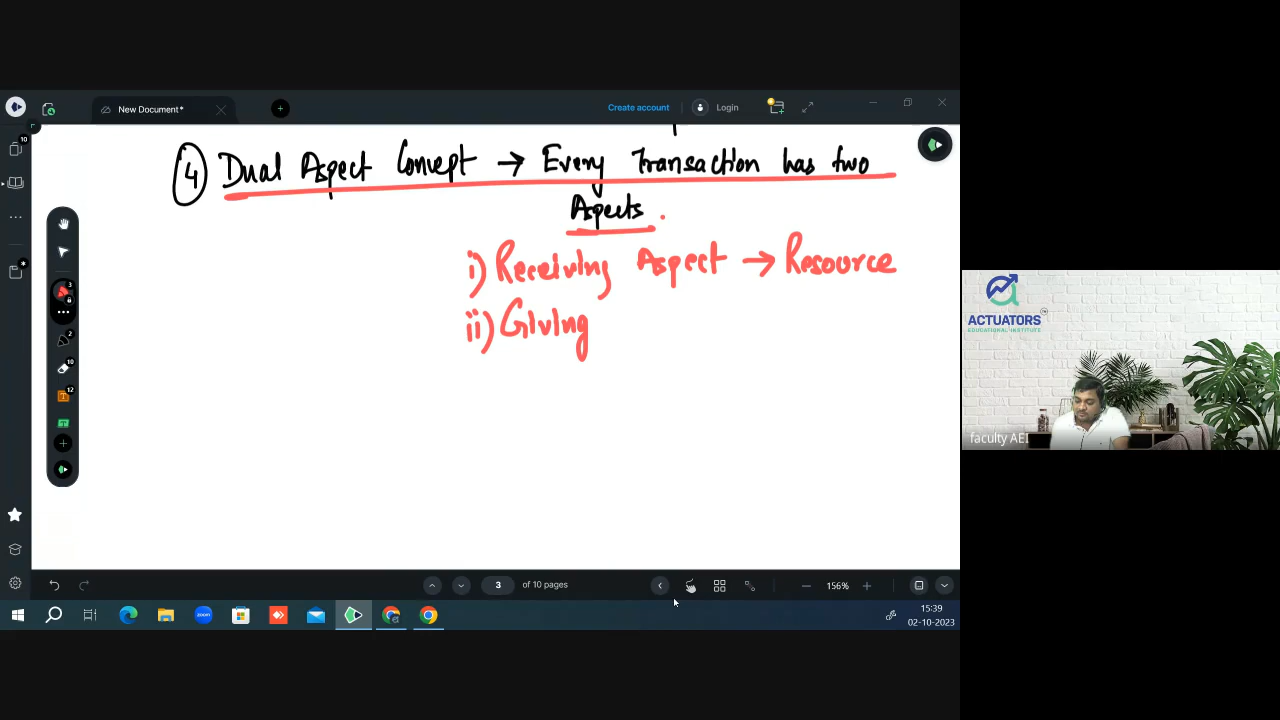 New Document*
Create account
Login
④ Dual Aspect Concept → Every Transaction has two
Aspects.
i) Receiving Aspect → Resource
ii) Giving
ACTUATORS
EDUCATIONAL INSTITUTE
faculty AEI
3 of 10 pages
156%
15:39
02-10-2023